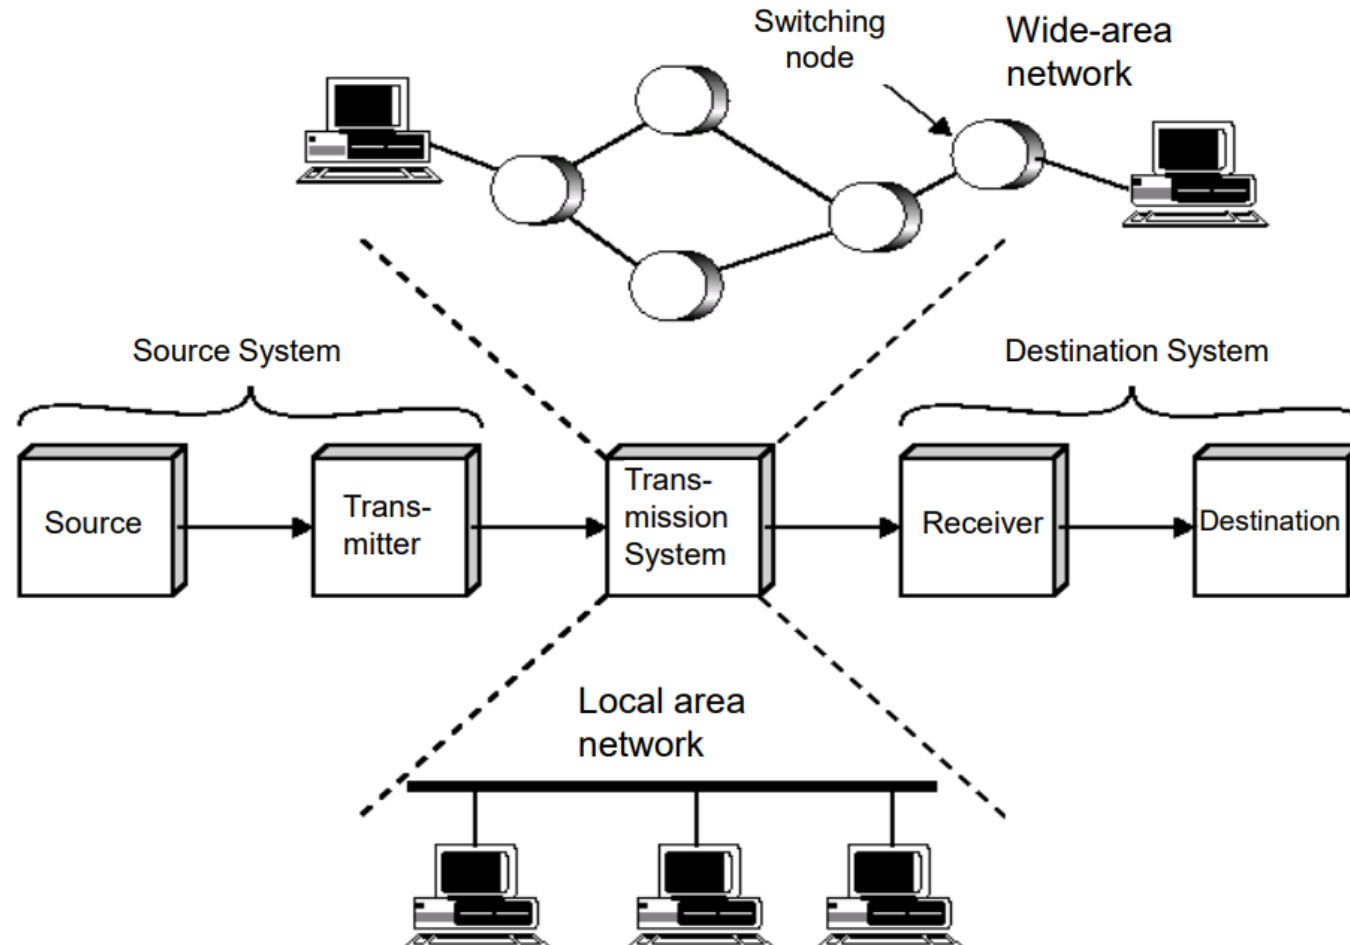 Switching
node
Wide-area
network
Source System
Destination System
Source
Trans-
mitter
Trans-
mission
System
Receiver
Destination
Local area
network